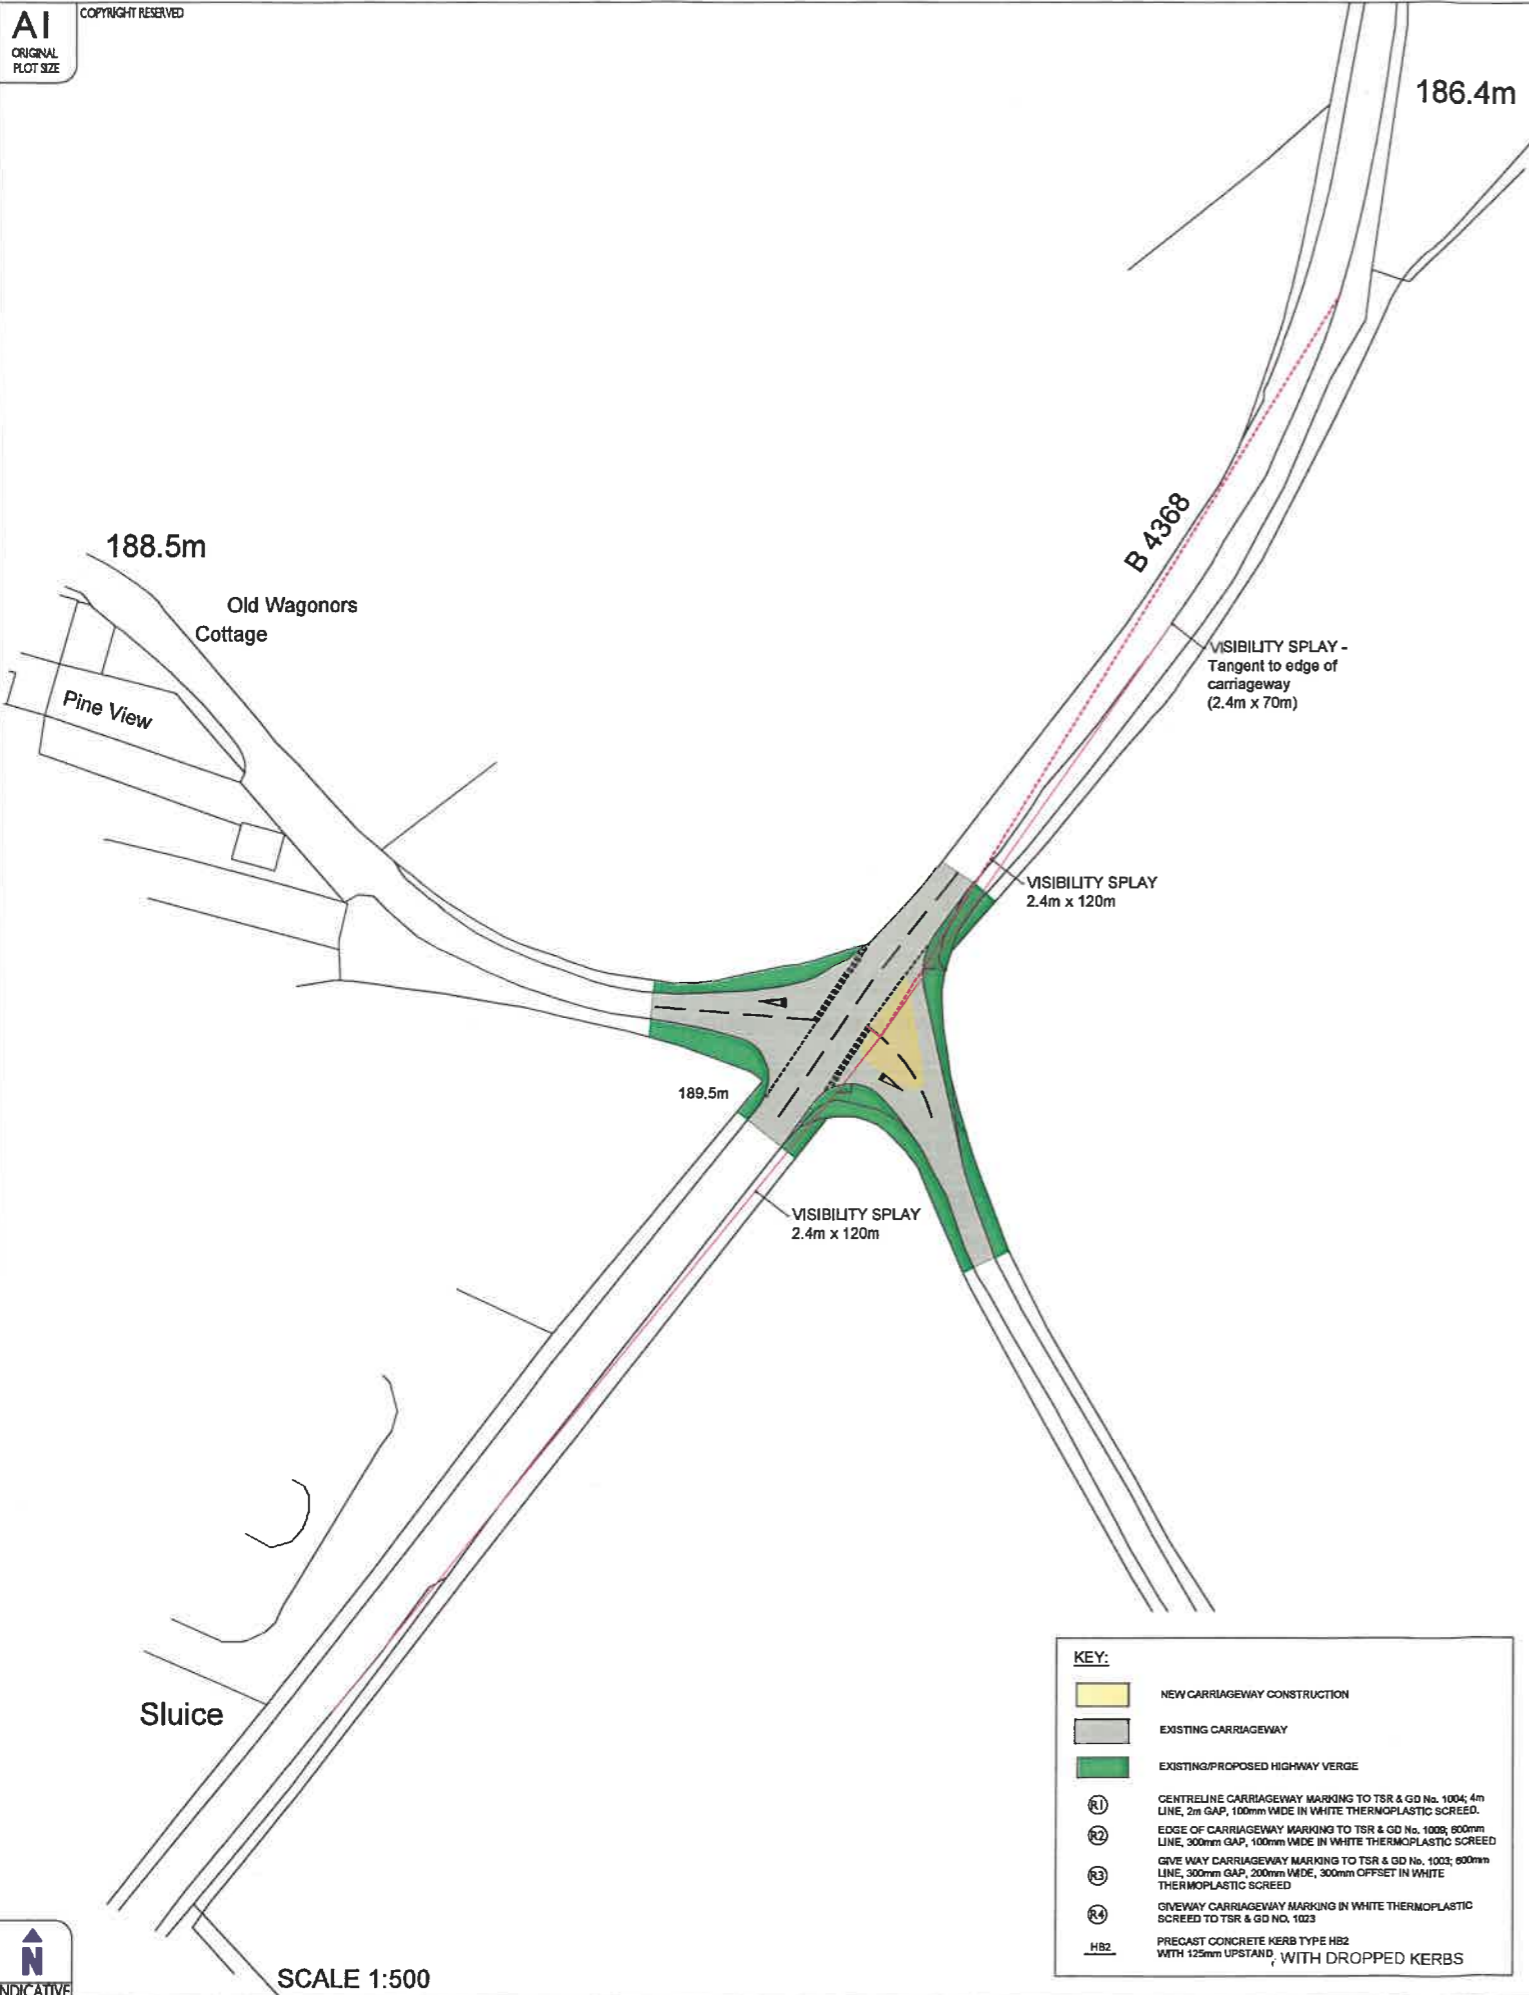 A1
ORIGINAL
PLOT SIZE
COPYRIGHT RESERVED
186.4m
188.5m
Old Wagonors
Cottage
Pine View
B 4368
VISIBILITY SPLAY -
Tangent to edge of
carriageway
(2.4m x 70m)
VISIBILITY SPLAY
2.4m x 120m
189.5m
VISIBILITY SPLAY
2.4m x 120m
Sluice
KEY:
NEW CARRIAGEWAY CONSTRUCTION
EXISTING CARRIAGEWAY
EXISTING/PROPOSED HIGHWAY VERGE
R1
CENTRELINE CARRIAGEWAY MARKING TO TSR & GD No. 1004; 4m
LINE, 2m GAP, 100mm WIDE IN WHITE THERMOPLASTIC SCREED.
R2
EDGE OF CARRIAGEWAY MARKING TO TSR & GD No. 1009; 600mm
LINE, 300mm GAP, 100mm WIDE IN WHITE THERMOPLASTIC SCREED
R3
GIVE WAY CARRIAGEWAY MARKING TO TSR & GD No. 1003; 600mm
LINE, 300mm GAP, 200mm WIDE, 300mm OFFSET IN WHITE
THERMOPLASTIC SCREED
R4
GIVEWAY CARRIAGEWAY MARKING IN WHITE THERMOPLASTIC
SCREED TO TSR & GD NO. 1023
HB2
PRECAST CONCRETE KERB TYPE HB2
WITH 125mm UPSTAND, WITH DROPPED KERBS
N
INDICATIVE
SCALE 1:500